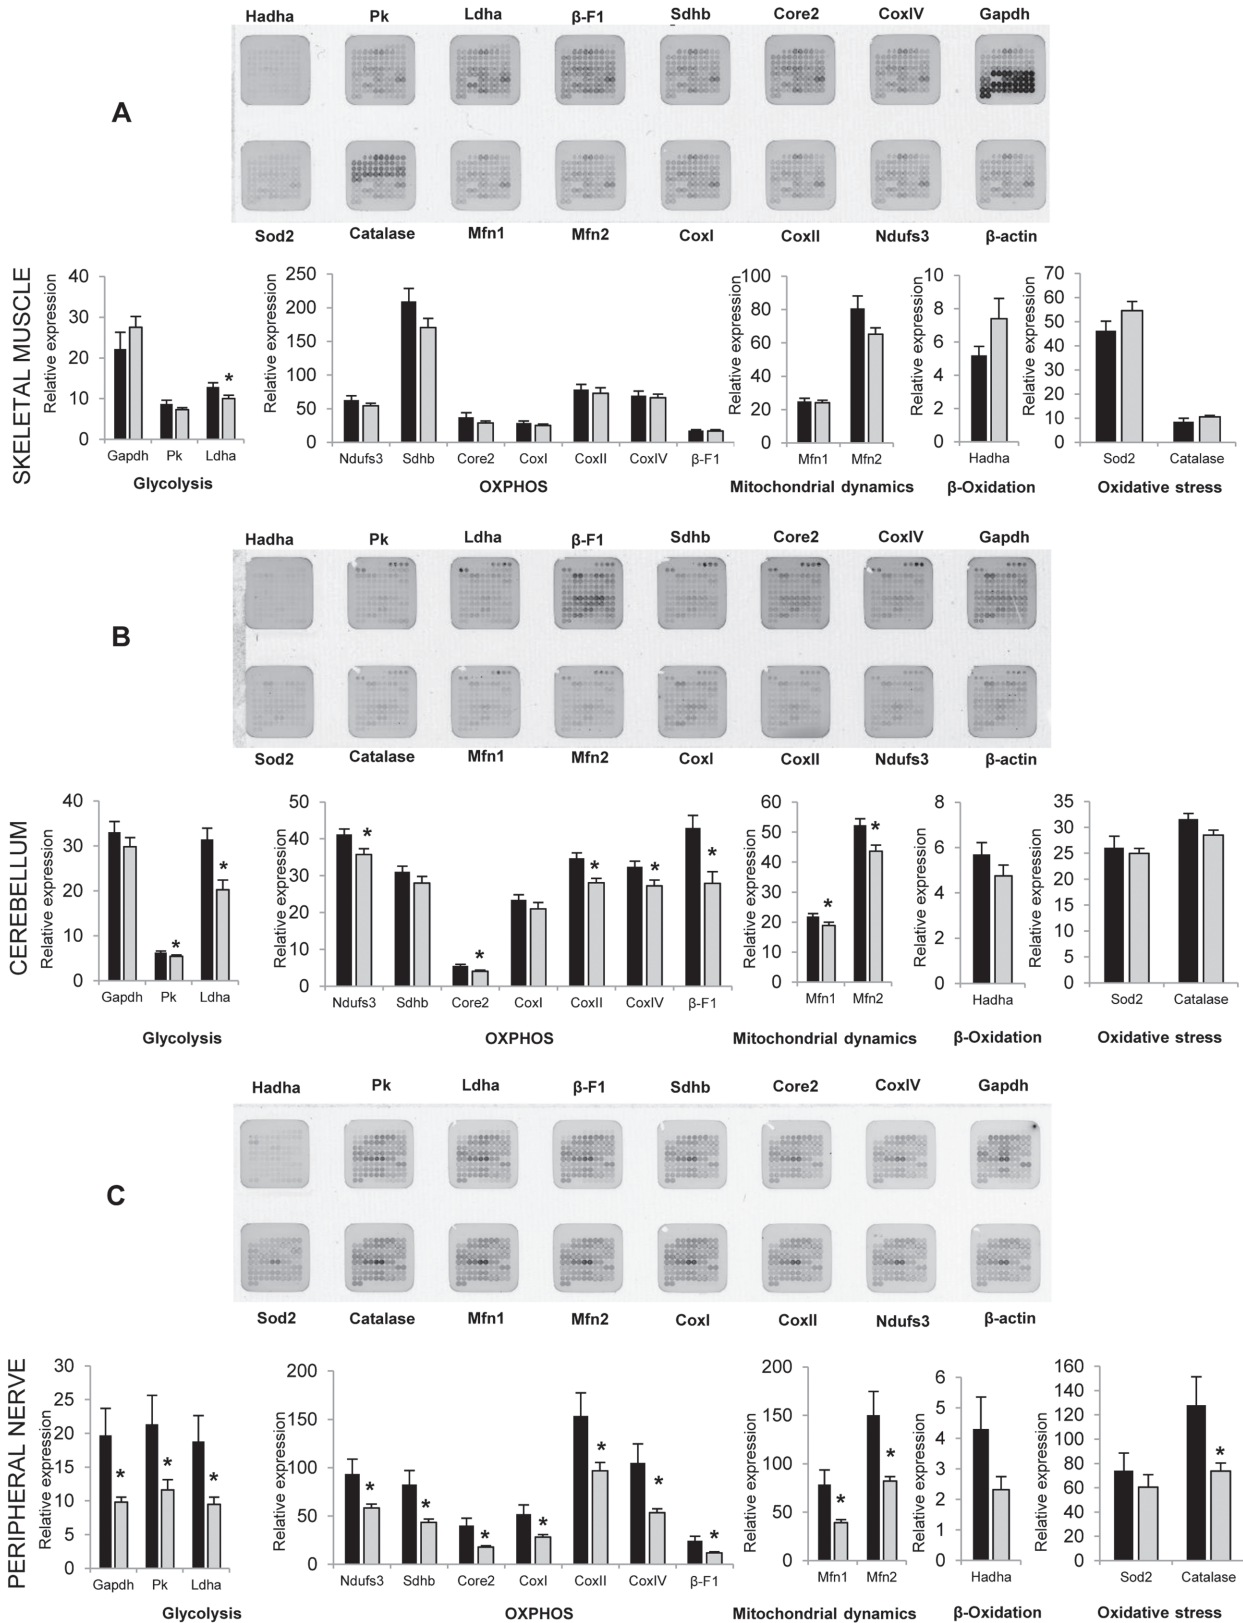 Hadha Pk Ldha β-F1 Sdhb Core2 CoxIV Gapdh
A
Sod2 Catalase Mfn1 Mfn2 CoxI CoxII Ndufs3 β-actin
SKELETAL MUSCLE
Relative expression
40
30
20
10
0
*
Gapdh Pk Ldha
Glycolysis
Relative expression
250
200
150
100
50
0
Ndufs3 Sdhb Core2 CoxI CoxII CoxIV β-F1
OXPHOS
Relative expression
100
80
60
40
20
0
Mfn1 Mfn2
Mitochondrial dynamics
Relative expression
10
8
6
4
2
0
Hadha
β-Oxidation
Relative expression
70
60
50
40
30
20
10
0
Sod2 Catalase
Oxidative stress
Hadha Pk Ldha β-F1 Sdhb Core2 CoxIV Gapdh
B
Sod2 Catalase Mfn1 Mfn2 CoxI CoxII Ndufs3 β-actin
CEREBELLUM
Relative expression
40
30
20
10
0
* *
Gapdh Pk Ldha
Glycolysis
Relative expression
50
40
30
20
10
0
* * * * *
Ndufs3 Sdhb Core2 CoxI CoxII CoxIV β-F1
OXPHOS
Relative expression
60
50
40
30
20
10
0
* *
Mfn1 Mfn2
Mitochondrial dynamics
Relative expression
8
6
4
2
0
Hadha
β-Oxidation
Relative expression
35
30
25
20
15
10
5
0
Sod2 Catalase
Oxidative stress
Hadha Pk Ldha β-F1 Sdhb Core2 CoxIV Gapdh
C
Sod2 Catalase Mfn1 Mfn2 CoxI CoxII Ndufs3 β-actin
PERIPHERAL NERVE
Relative expression
30
25
20
15
10
5
0
* * *
Gapdh Pk Ldha
Glycolysis
Relative expression
200
150
100
50
0
* * * * * * *
Ndufs3 Sdhb Core2 CoxI CoxII CoxIV β-F1
OXPHOS
Relative expression
200
150
100
50
0
* *
Mfn1 Mfn2
Mitochondrial dynamics
Relative expression
6
5
4
3
2
1
0
Hadha
β-Oxidation
Relative expression
160
140
120
100
80
60
40
20
0
*
Sod2 Catalase
Oxidative stress